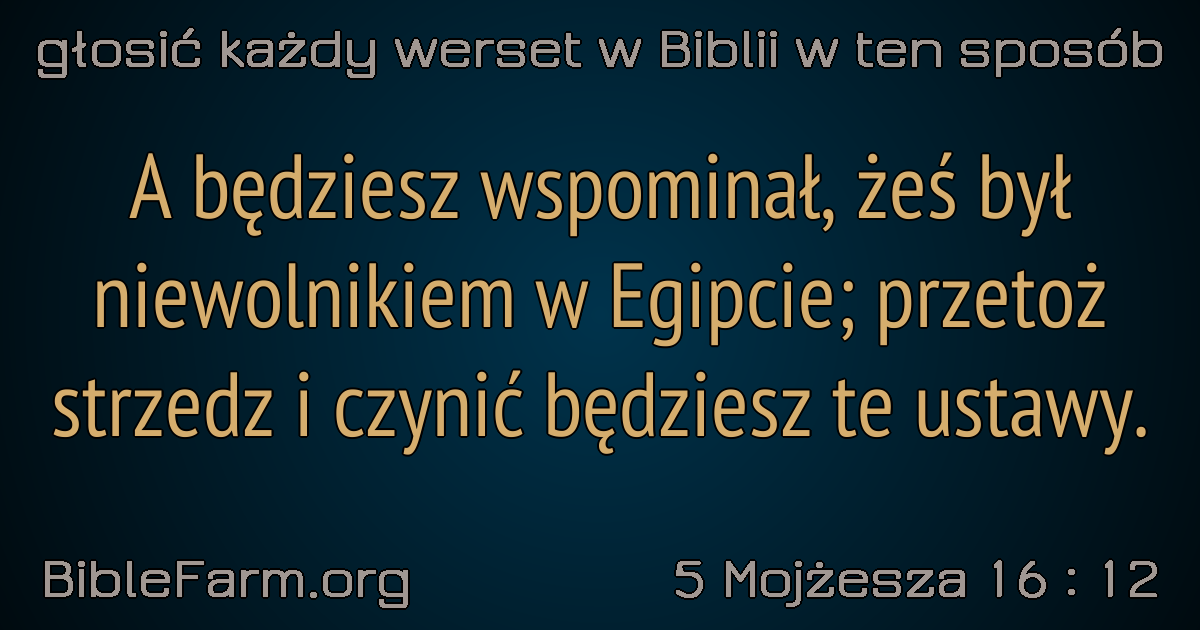 głosić każdy werset w Biblii w ten sposób
A będziesz wspominał, żeś był
niewolnikiem w Egipcie; przetoż
strzedz i czynić będziesz te ustawy.
BibleFarm.org
5 Mojżesza 16 : 12